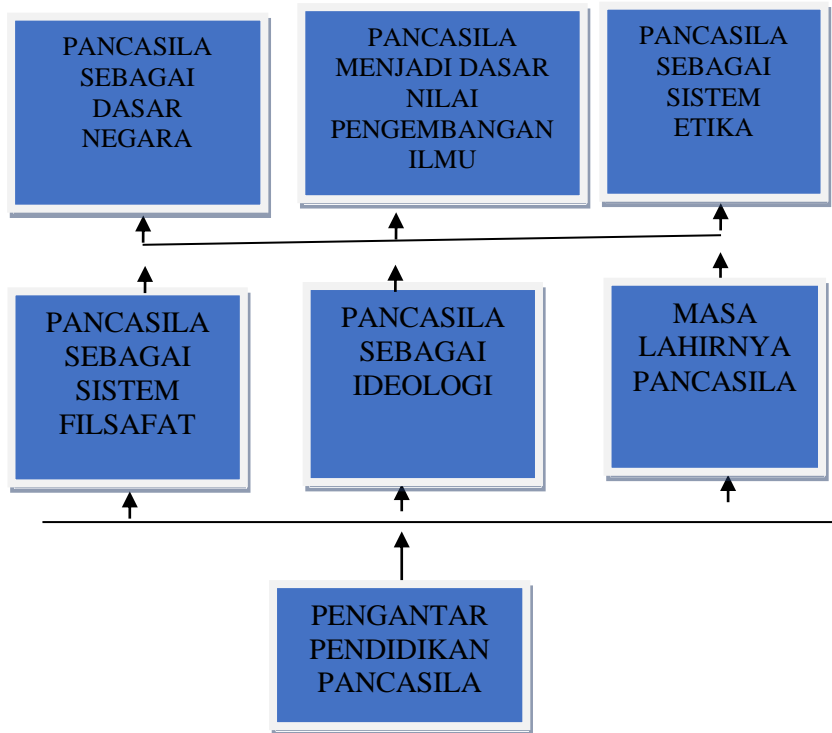 PANCASILA
SEBAGAI
DASAR
NEGARA
PANCASILA
MENJADI DASAR
NILAI
PENGEMBANGAN
ILMU
PANCASILA
SEBAGAI
SISTEM
ETIKA
PANCASILA
SEBAGAI
SISTEM
FILSAFAT
PANCASILA
SEBAGAI
IDEOLOGI
MASA
LAHIRNYA
PANCASILA
PENGANTAR
PENDIDIKAN
PANCASILA